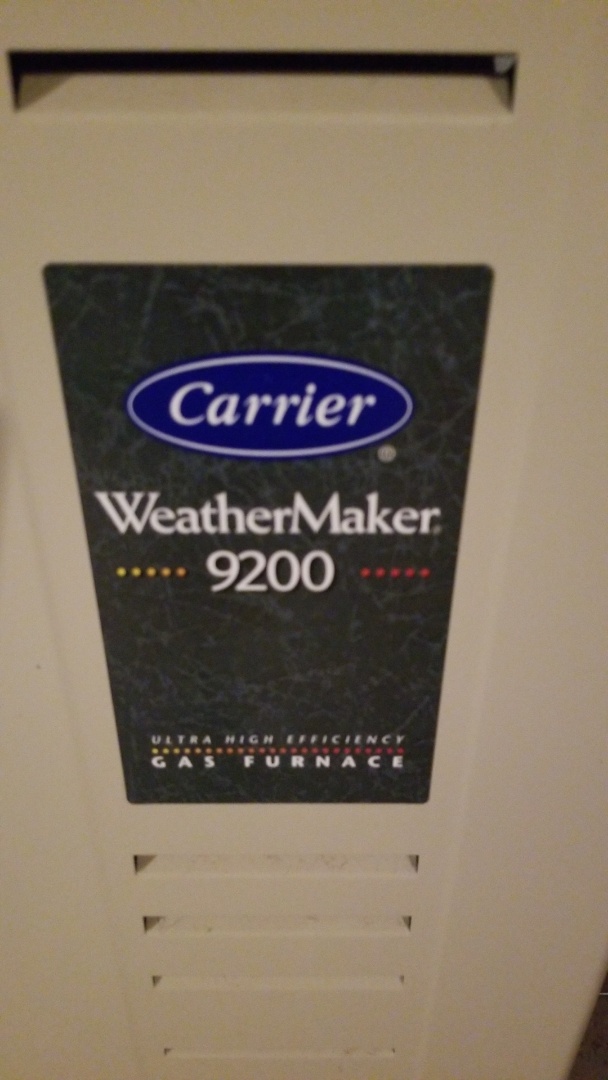 Carrier
®
WeatherMaker
9200
ULTRA HIGH EFFICIENCY
GAS FURNACE